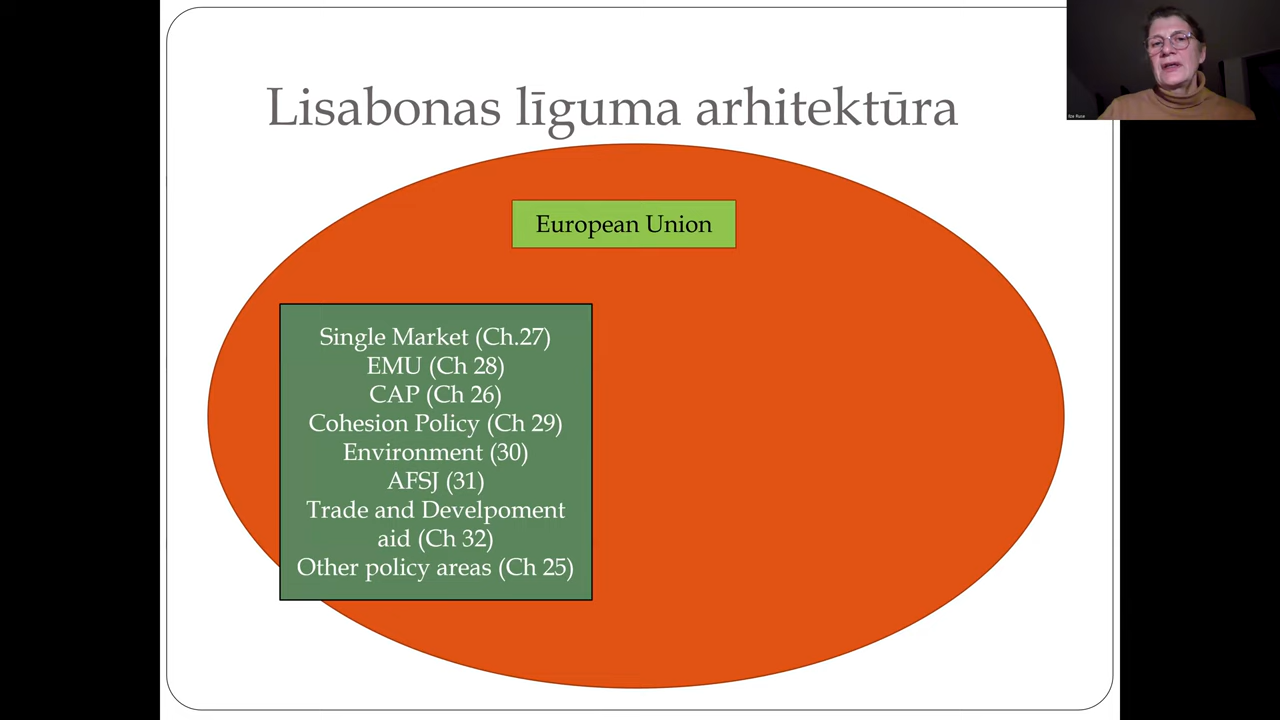 Lisabonas līguma arhitektūra
European Union
Single Market (Ch.27)
EMU (Ch 28)
CAP (Ch 26)
Cohesion Policy (Ch 29)
Environment (30)
AFSJ (31)
Trade and Develpoment
aid (Ch 32)
Other policy areas (Ch 25)